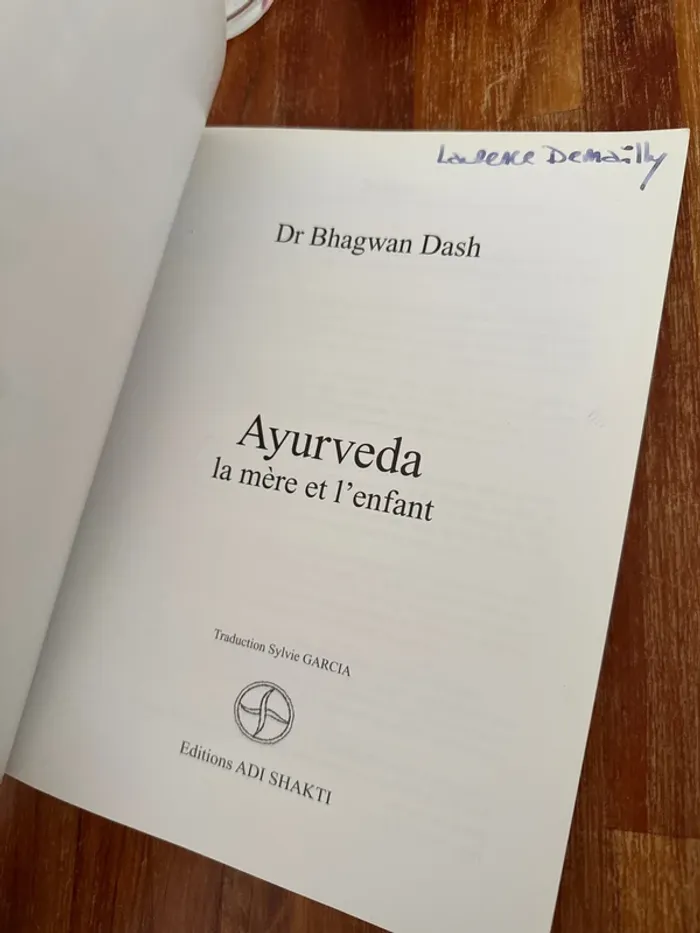 Laurence Demailly
Dr Bhagwan Dash
Ayurveda
la mère et l'enfant
Traduction Sylvie GARCIA
Editions ADI SHAKTI